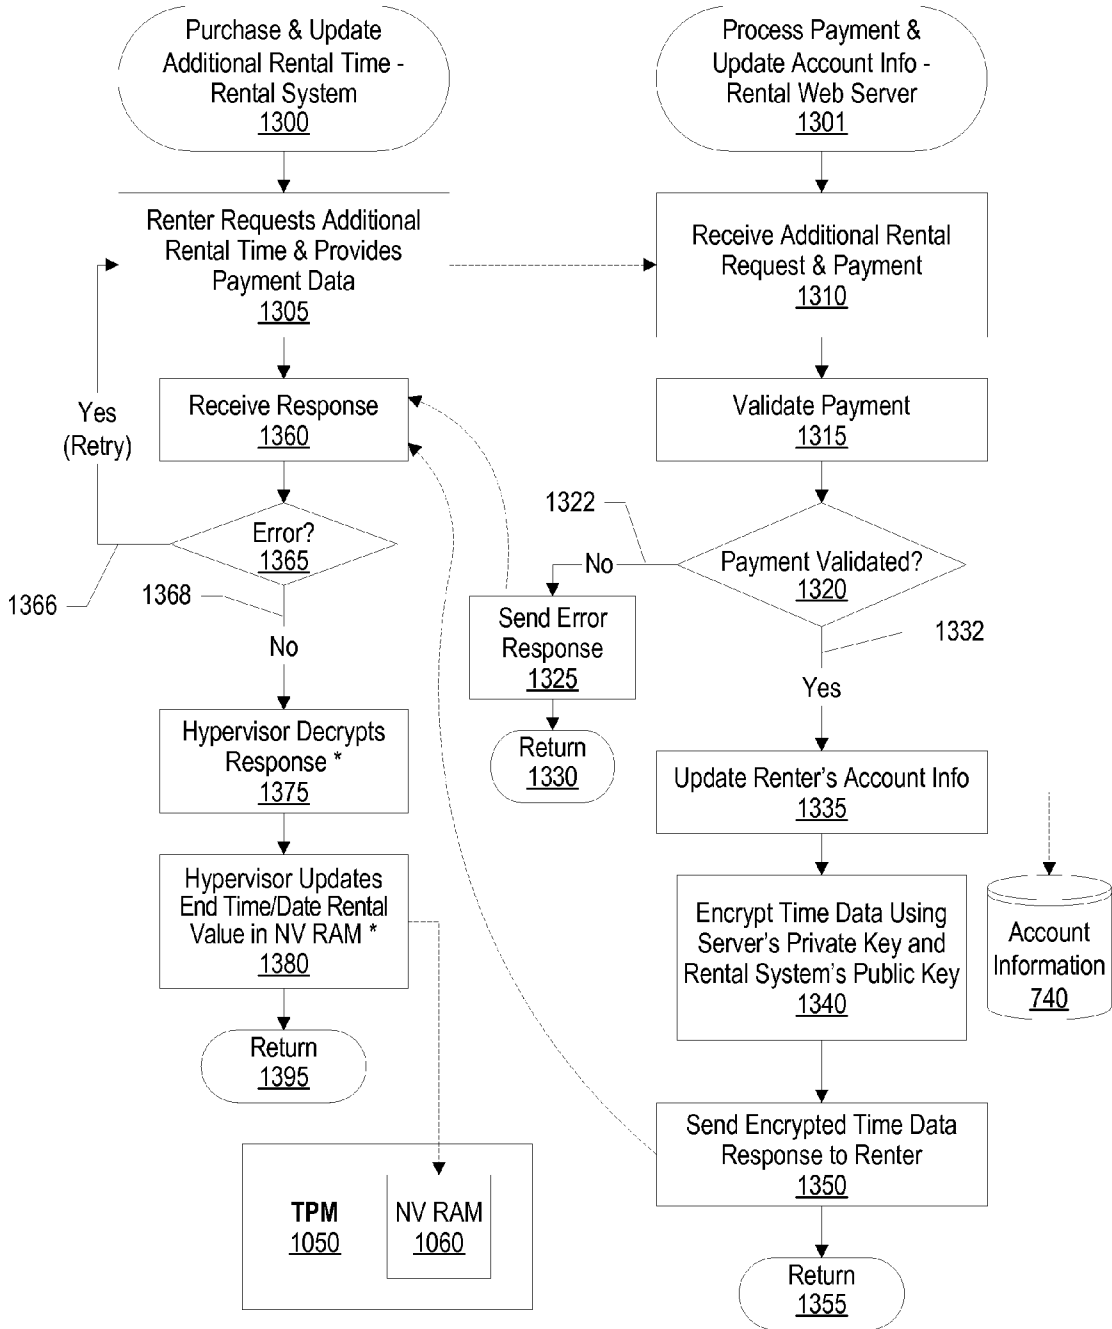 Purchase & Update
Additional Rental Time -
Rental System
1300
Process Payment &
Update Account Info -
Rental Web Server
1301
Renter Requests Additional
Rental Time & Provides
Payment Data
1305
Receive Additional Rental
Request & Payment
1310
Receive Response
1360
Validate Payment
1315
Yes
(Retry)
Error?
1365
1366
1368
No
1322
No
Payment Validated?
1320
1332
Yes
Send Error
Response
1325
Return
1330
Hypervisor Decrypts
Response *
1375
Update Renter's Account Info
1335
Hypervisor Updates
End Time/Date Rental
Value in NV RAM *
1380
Encrypt Time Data Using
Server's Private Key and
Rental System's Public Key
1340
Account
Information
740
Return
1395
Send Encrypted Time Data
Response to Renter
1350
TPM
1050
NV RAM
1060
Return
1355